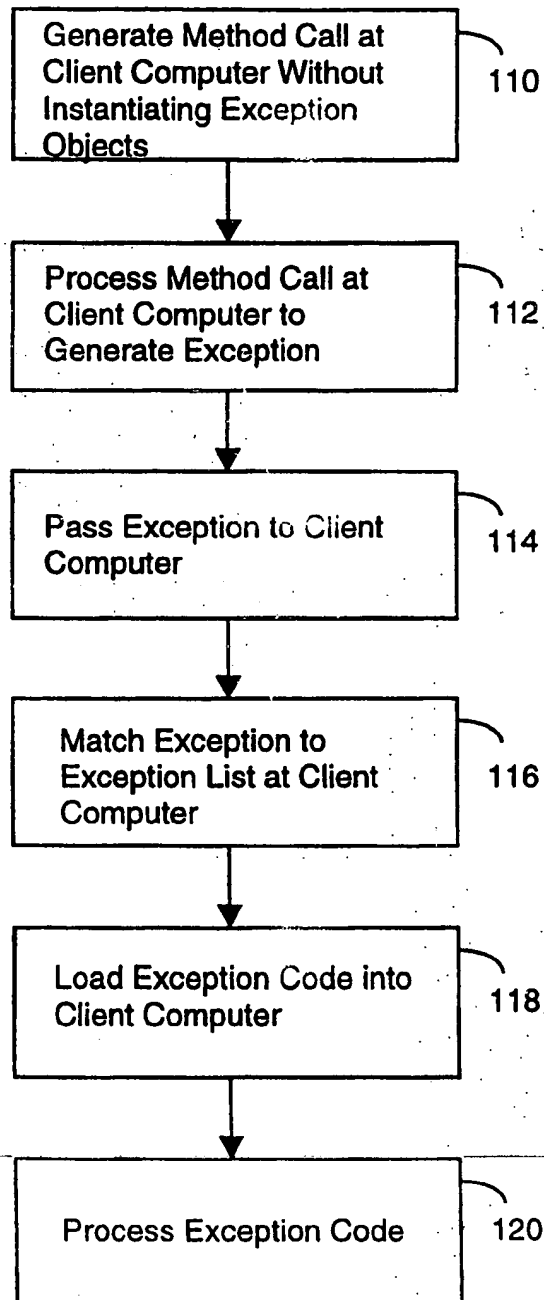 Generate Method Call at
Client Computer Without
Instantiating Exception
Objects
110
Process Method Call at
Client Computer to
Generate Exception
112
Pass Exception to Client
Computer
114
Match Exception to
Exception List at Client
Computer
116
Load Exception Code into
Client Computer
118
Process Exception Code
120